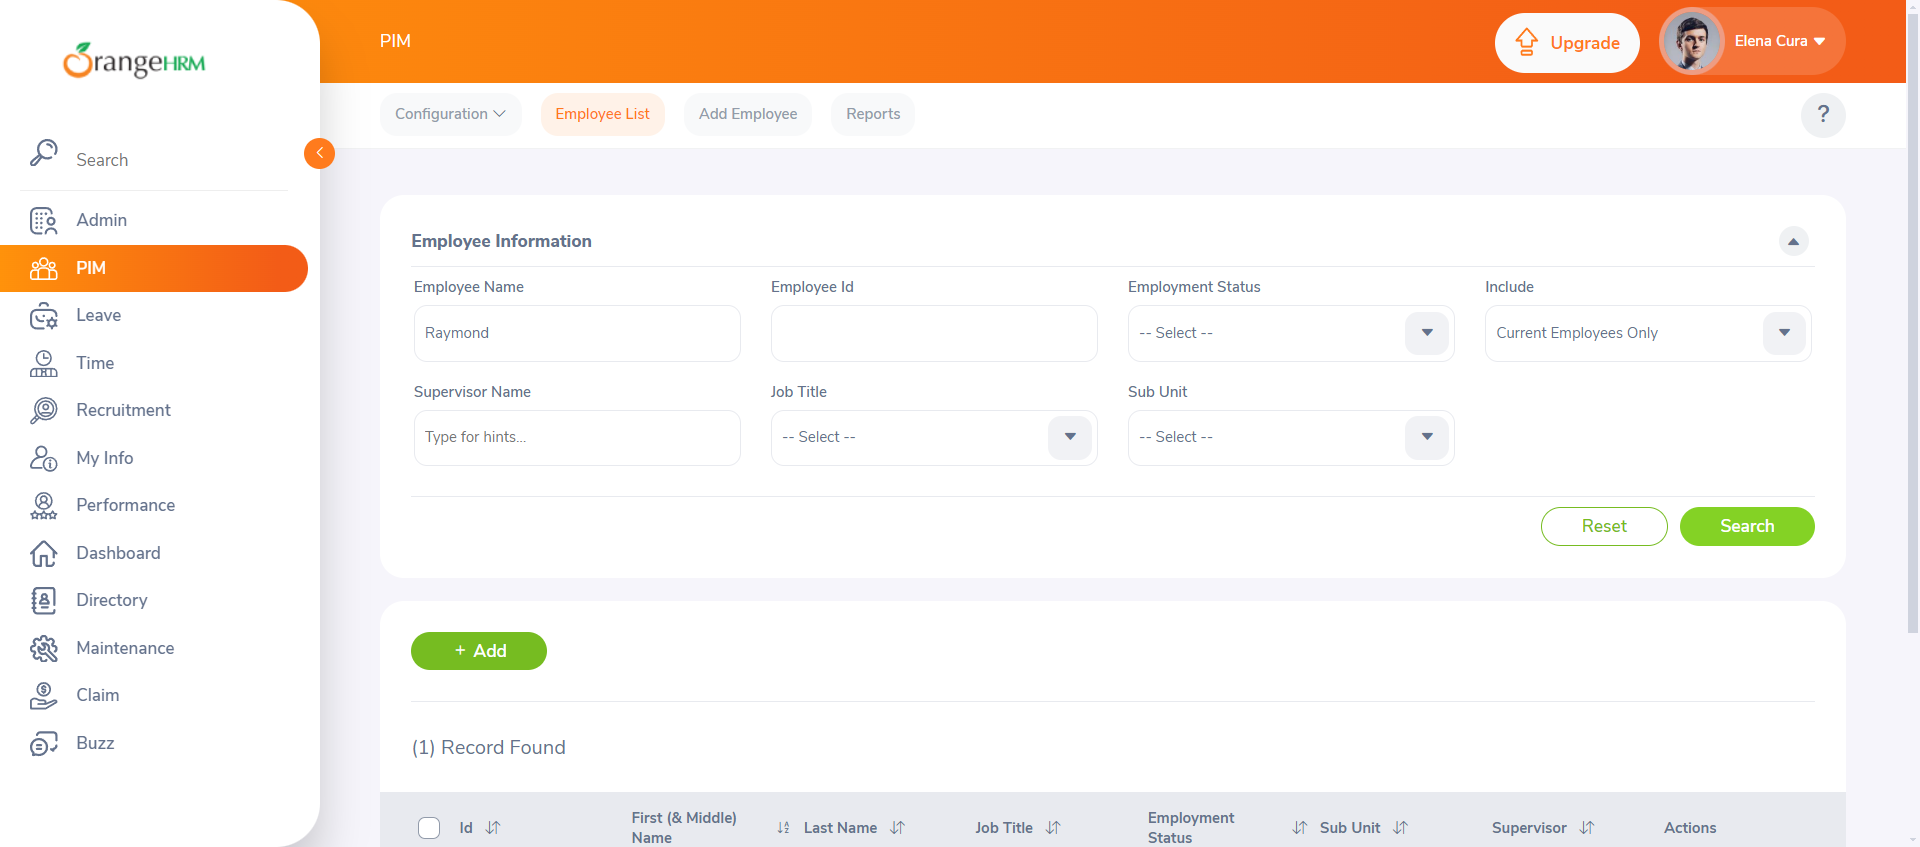 OrangeHRM
PIM
Upgrade
Elena Cura
Configuration
Employee List
Add Employee
Reports
?
Search
Admin
PIM
Leave
Time
Recruitment
My Info
Performance
Dashboard
Directory
Maintenance
Claim
Buzz
Employee Information
Employee Name
Employee Id
Employment Status
Include
Raymond
-- Select --
Current Employees Only
Supervisor Name
Job Title
Sub Unit
Type for hints...
-- Select --
-- Select --
Reset
Search
+ Add
(1) Record Found
Id
First (& Middle)
Name
Last Name
Job Title
Employment
Status
Sub Unit
Supervisor
Actions